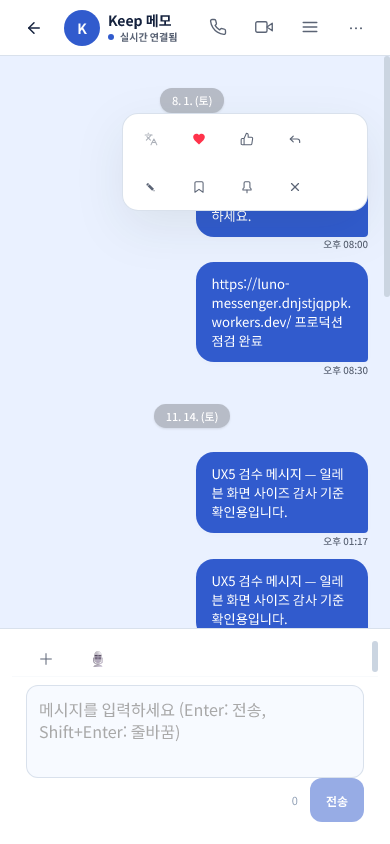 K
Keep 메모
실시간 연결됨
8. 1. (토)
하세요.
오후 08:00
https://luno-
messenger.dnjstjqppk.
workers.dev/ 프로덕션
점검 완료
오후 08:30
11. 14. (토)
UX5 검수 메시지 — 일레
븐 화면 사이즈 감사 기준
확인용입니다.
오후 01:17
UX5 검수 메시지 — 일레
븐 화면 사이즈 감사 기준
확인용입니다.
메시지를 입력하세요 (Enter: 전송,
Shift+Enter: 줄바꿈)
0
전송